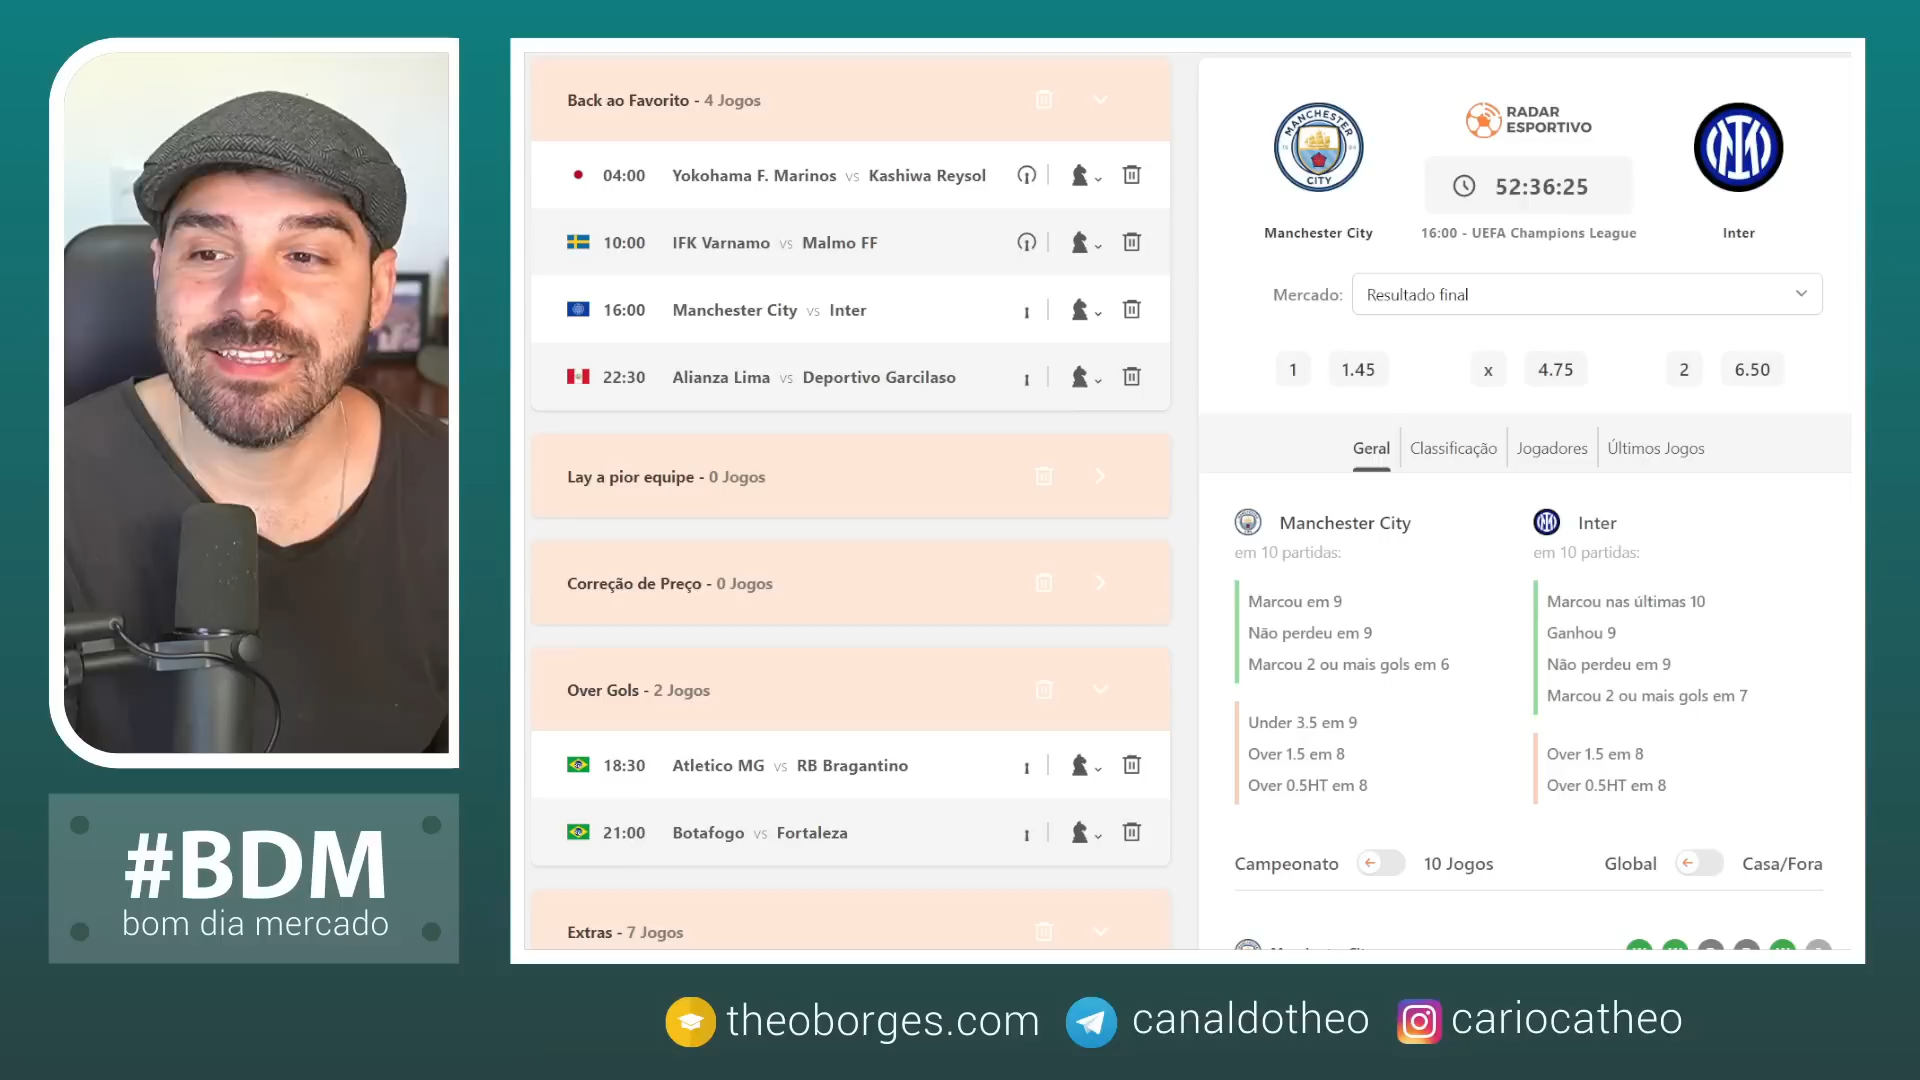 Back ao Favorito - 4 Jogos
04:00 Yokohama F. Marinos vs Kashiwa Reysol
10:00 IFK Varnamo vs Malmo FF
16:00 Manchester City vs Inter
22:30 Alianza Lima vs Deportivo Garcilaso
Lay a pior equipe - 0 Jogos
Correção de Preço - 0 Jogos
Over Gols - 2 Jogos
18:30 Atletico MG vs RB Bragantino
21:00 Botafogo vs Fortaleza
Extras - 7 Jogos
MANCHESTER
CITY
RADAR
ESPORTIVO
52:36:25
Manchester City
16:00 - UEFA Champions League
Inter
Mercado: Resultado final
1 1.45 x 4.75 2 6.50
Geral Classificação Jogadores Últimos Jogos
Manchester City
em 10 partidas:
Marcou em 9
Não perdeu em 9
Marcou 2 ou mais gols em 6
Under 3.5 em 9
Over 1.5 em 8
Over 0.5HT em 8
Inter
em 10 partidas:
Marcou nas últimas 10
Ganhou 9
Não perdeu em 9
Marcou 2 ou mais gols em 7
Over 1.5 em 8
Over 0.5HT em 8
Campeonato 10 Jogos Global Casa/Fora
#BDM
bom dia mercado
theoborges.com canaldotheo cariocatheo